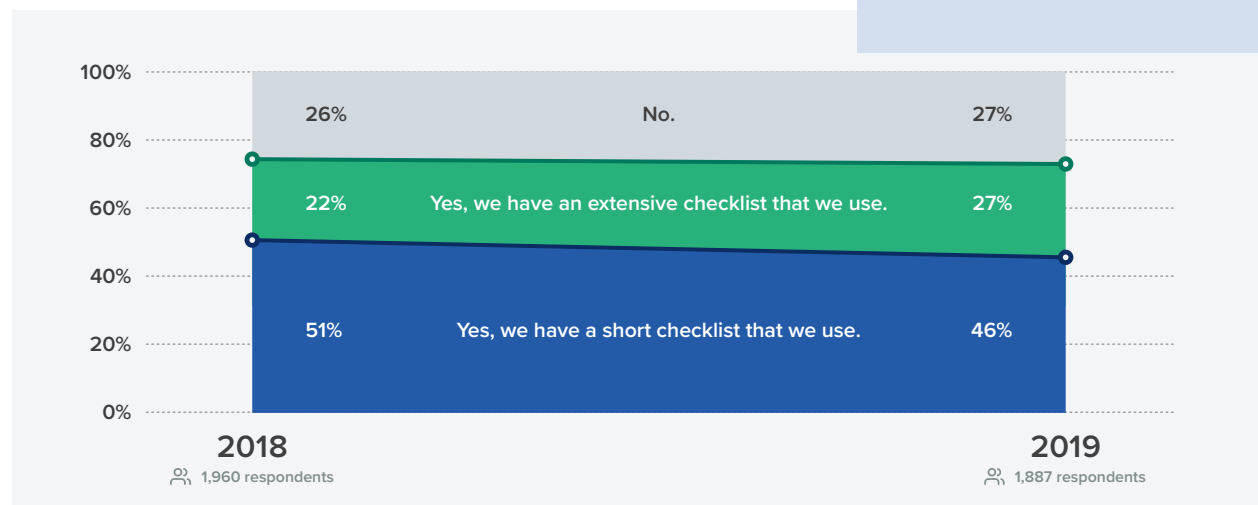 100%
26% No. 27%
80%
22% Yes, we have an extensive checklist that we use. 27%
60%
40%
51% Yes, we have a short checklist that we use. 46%
20%
0%
2018 2019
1,960 respondents 1,887 respondents